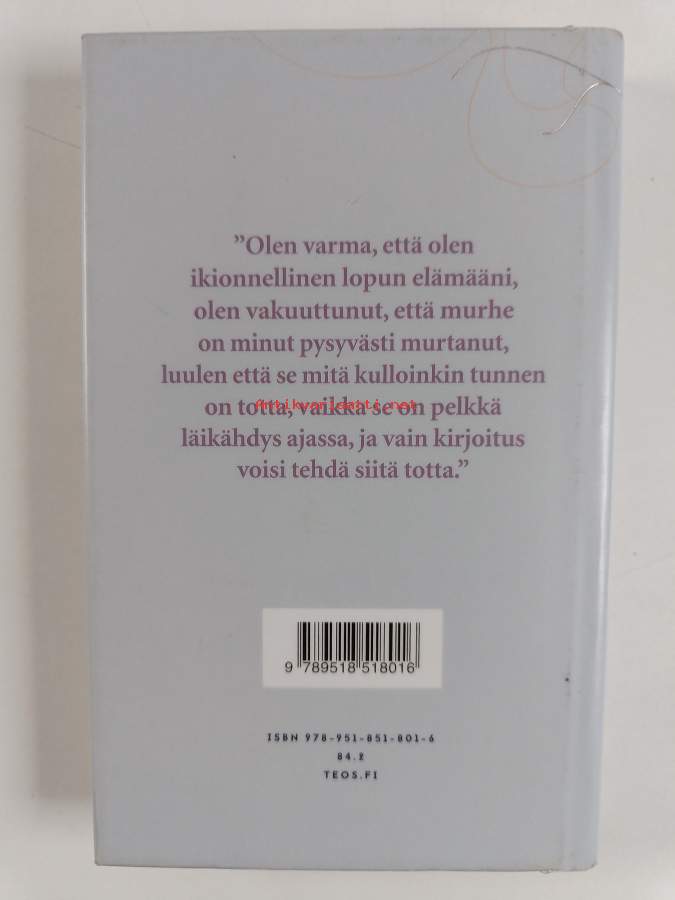 ”Olen varma, että olen
ikionnellinen lopun elämääni,
olen vakuuttunut, että murhe
on minut pysyvästi murtanut,
luulen että se mitä kulloinkin tunnen
on totta, vaikka se on pelkkä
Antikvariaatti.net
läikähdys ajassa, ja vain kirjoitus
voisi tehdä siitä totta.”
9 789518 518016
ISBN 978-951-851-801-6
84.2
TEOS.FI